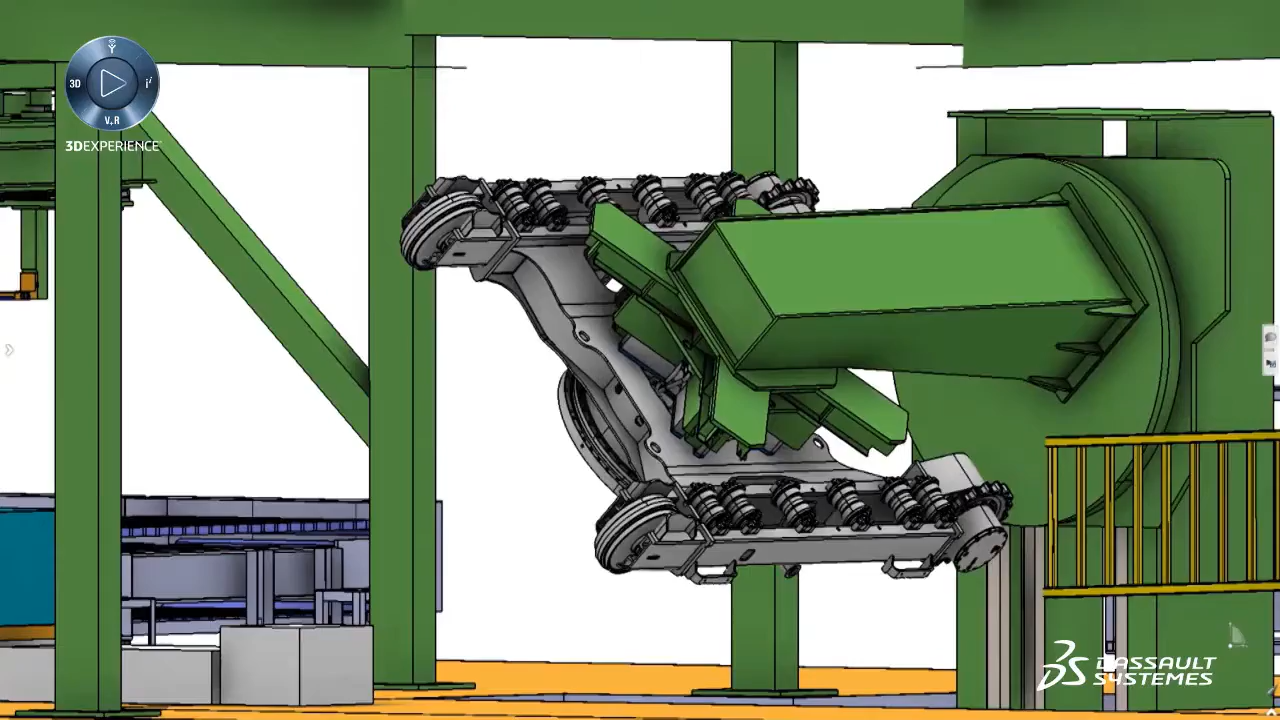 3D
i
V,R
3DEXPERIENCE
DASSAULT
SYSTEMES